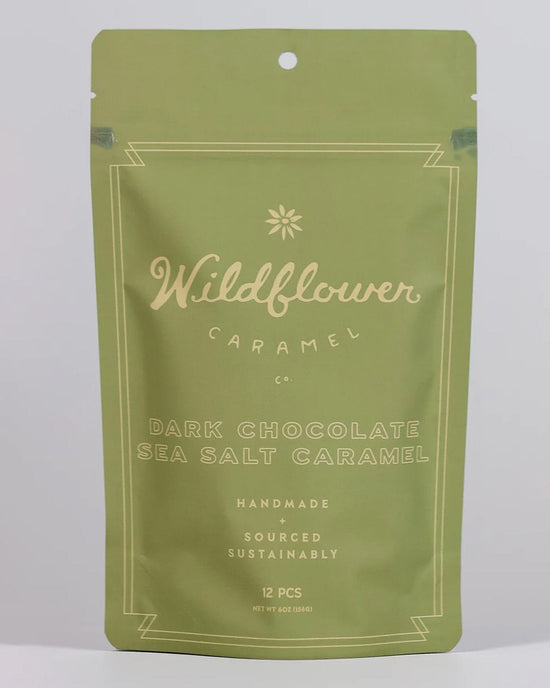 Wildflower
CARAMEL
Co.
DARK CHOCOLATE
SEA SALT CARAMEL
HANDMADE
+
SOURCED
SUSTAINABLY
12 PCS
NET WT 6OZ (156G)